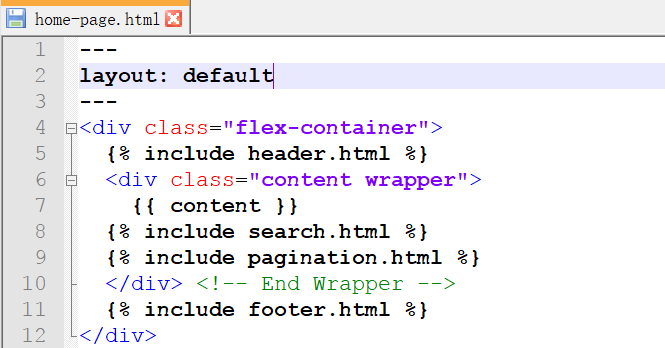 home-page.html
1 ---
2 layout: default
3 ---
4 <div class="flex-container">
5   {% include header.html %}
6   <div class="content wrapper">
7     {{ content }}
8   {% include search.html %}
9   {% include pagination.html %}
10   </div> <!-- End Wrapper -->
11   {% include footer.html %}
12 </div>